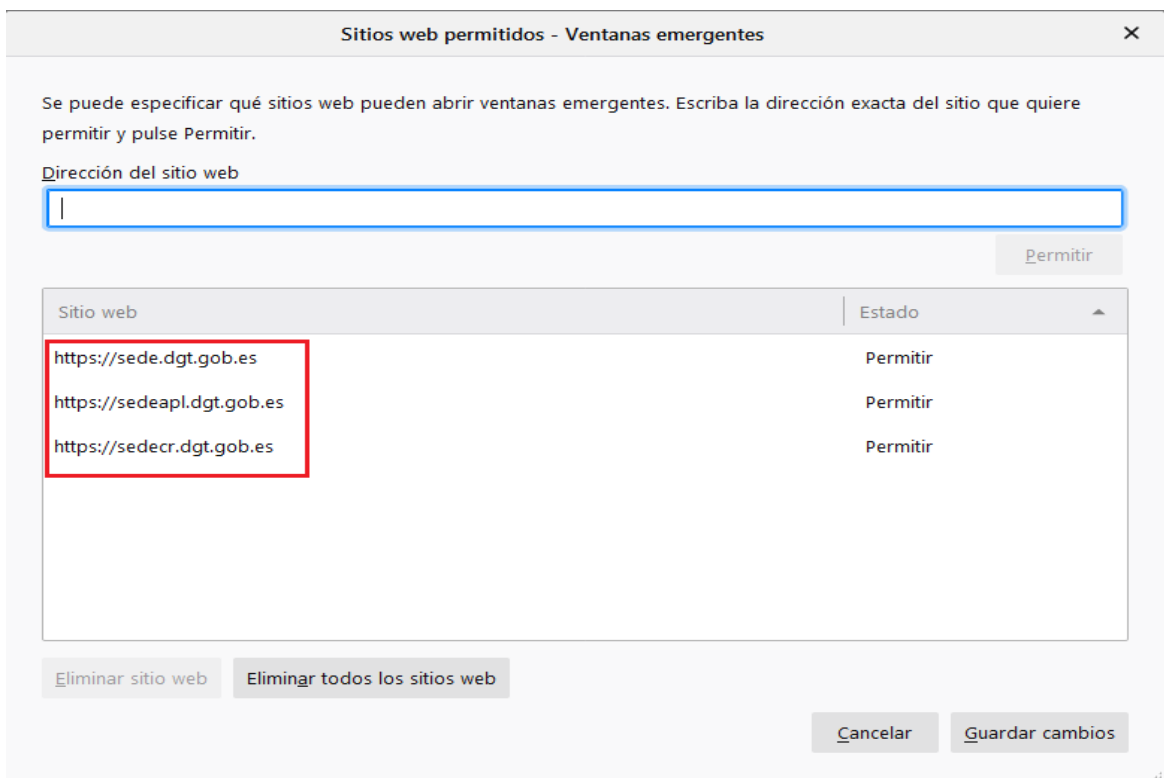 Sitios web permitidos - Ventanas emergentes
Se puede especificar qué sitios web pueden abrir ventanas emergentes. Escriba la dirección exacta del sitio que quiere
permitir y pulse Permitir.
Dirección del sitio web
Permitir
Sitio web Estado
https://sede.dgt.gob.es Permitir
https://sedeapl.dgt.gob.es Permitir
https://sedecr.dgt.gob.es Permitir
Eliminar sitio web Eliminar todos los sitios web
Cancelar Guardar cambios